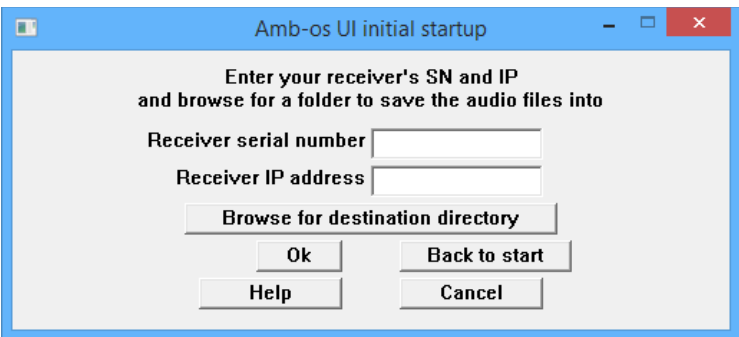 Amb-os UI initial startup
Enter your receiver's SN and IP
and browse for a folder to save the audio files into
Receiver serial number
Receiver IP address
Browse for destination directory
Ok Back to start
Help Cancel